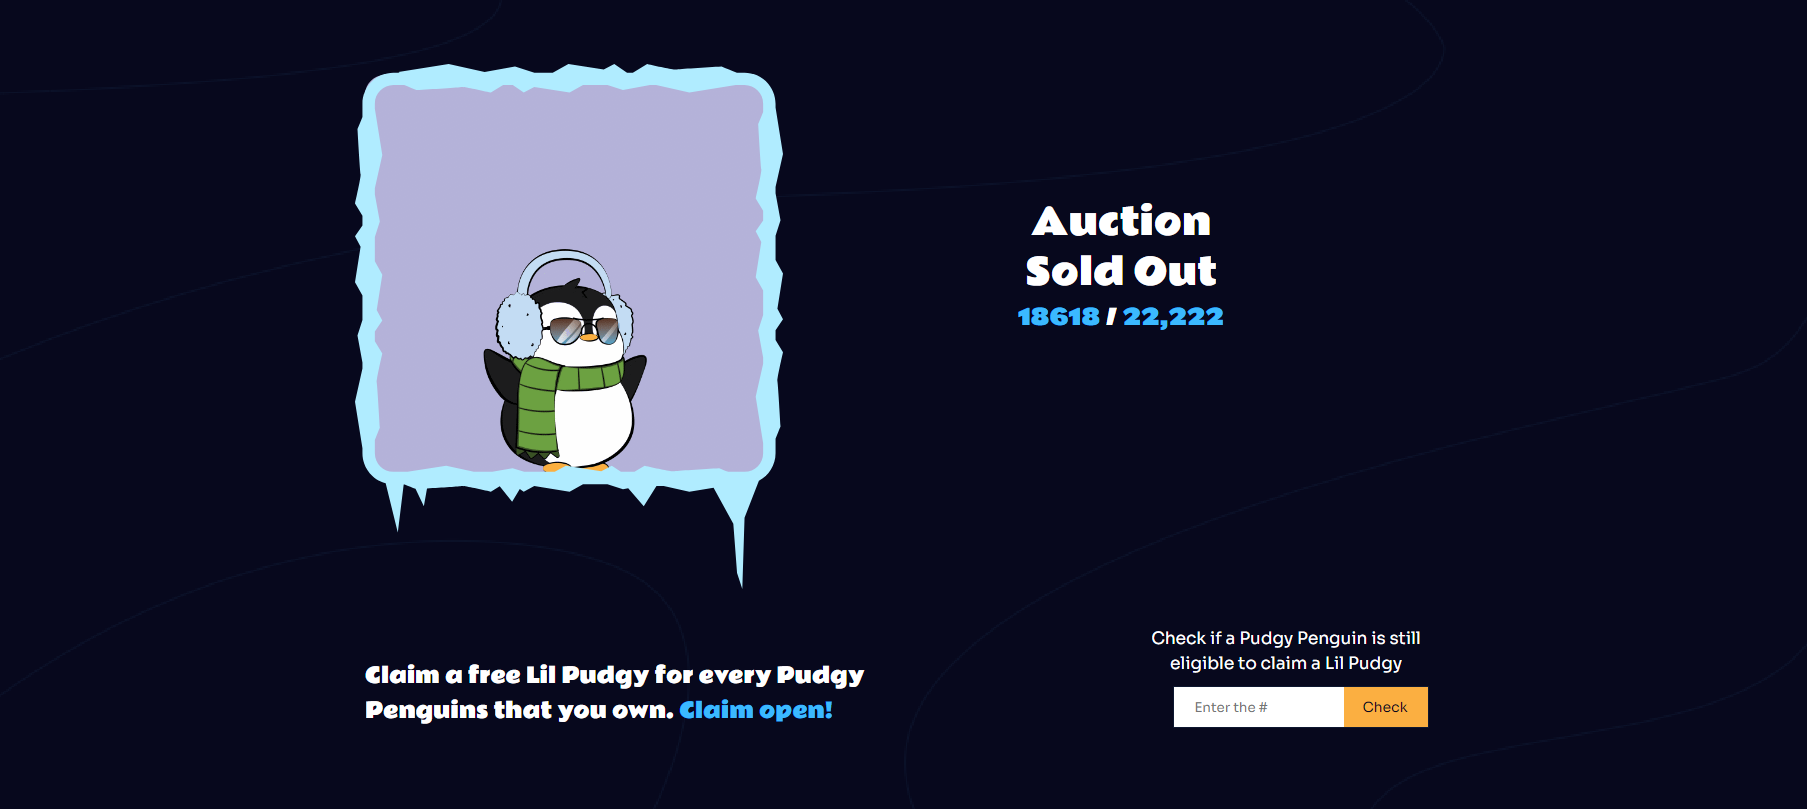 Auction
Sold Out
18618 / 22,222
Claim a free Lil Pudgy for every Pudgy
Penguins that you own. Claim open!
Check if a Pudgy Penguin is still
eligible to claim a Lil Pudgy
Enter the #
Check